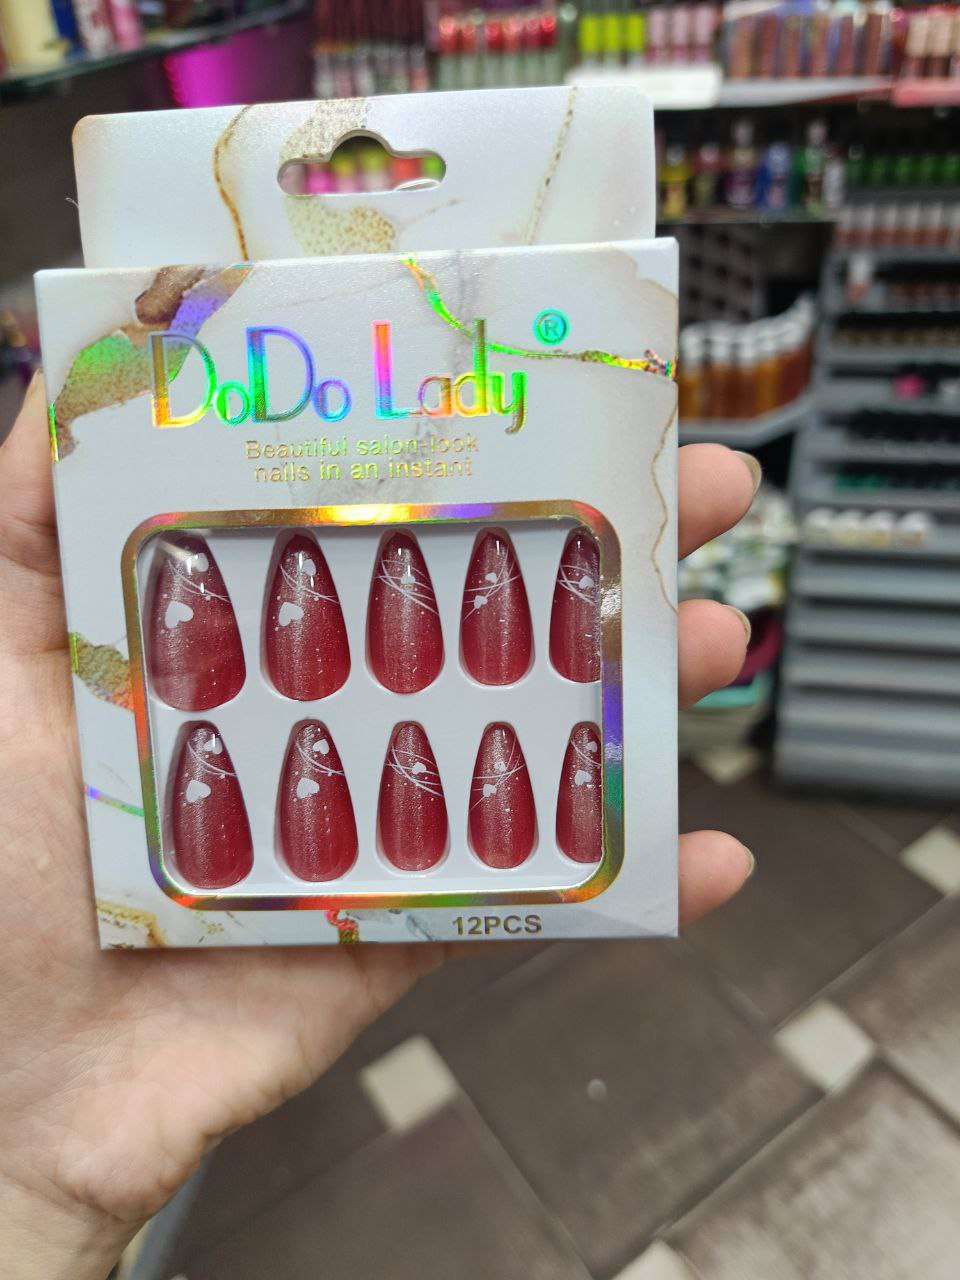 DoDo Lady®
Beautiful salon-look
nails in an instant
12PCS